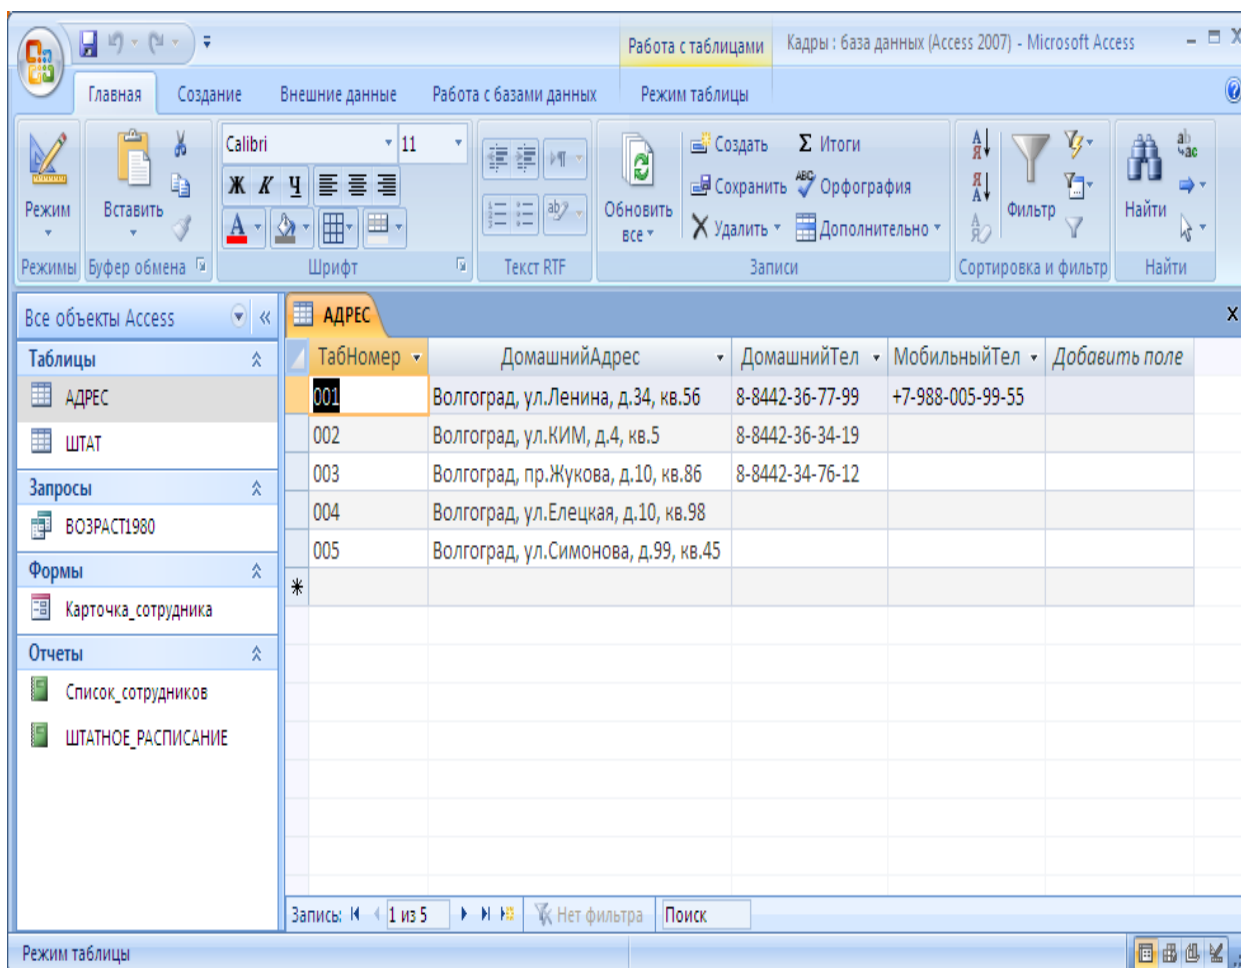 Работа с таблицами
Кадры : база данных (Access 2007) - Microsoft Access
Главная
Создание
Внешние данные
Работа с базами данных
Режим таблицы
Режим
Вставить
Calibri
11
Ж К Ч
Обновить все
Создать
Сохранить
Удалить
Σ Итоги
Орфография
Дополнительно
Фильтр
Найти
Режимы
Буфер обмена
Шрифт
Текст RTF
Записи
Сортировка и фильтр
Найти
Все объекты Access
Таблицы
АДРЕС
ШТАТ
Запросы
ВОЗРАСТ1980
Формы
Карточка_сотрудника
Отчеты
Список_сотрудников
ШТАТНОЕ_РАСПИСАНИЕ
АДРЕС
ТабНомер ДомашнийАдрес ДомашнийТел МобильныйТел Добавить поле
001 Волгоград, ул.Ленина, д.34, кв.56 8-8442-36-77-99 +7-988-005-99-55
002 Волгоград, ул.КИМ, д.4, кв.5 8-8442-36-34-19
003 Волгоград, пр.Жукова, д.10, кв.86 8-8442-34-76-12
004 Волгоград, ул.Елецкая, д.10, кв.98
005 Волгоград, ул.Симонова, д.99, кв.45
Запись: 1 из 5 Нет фильтра Поиск
Режим таблицы